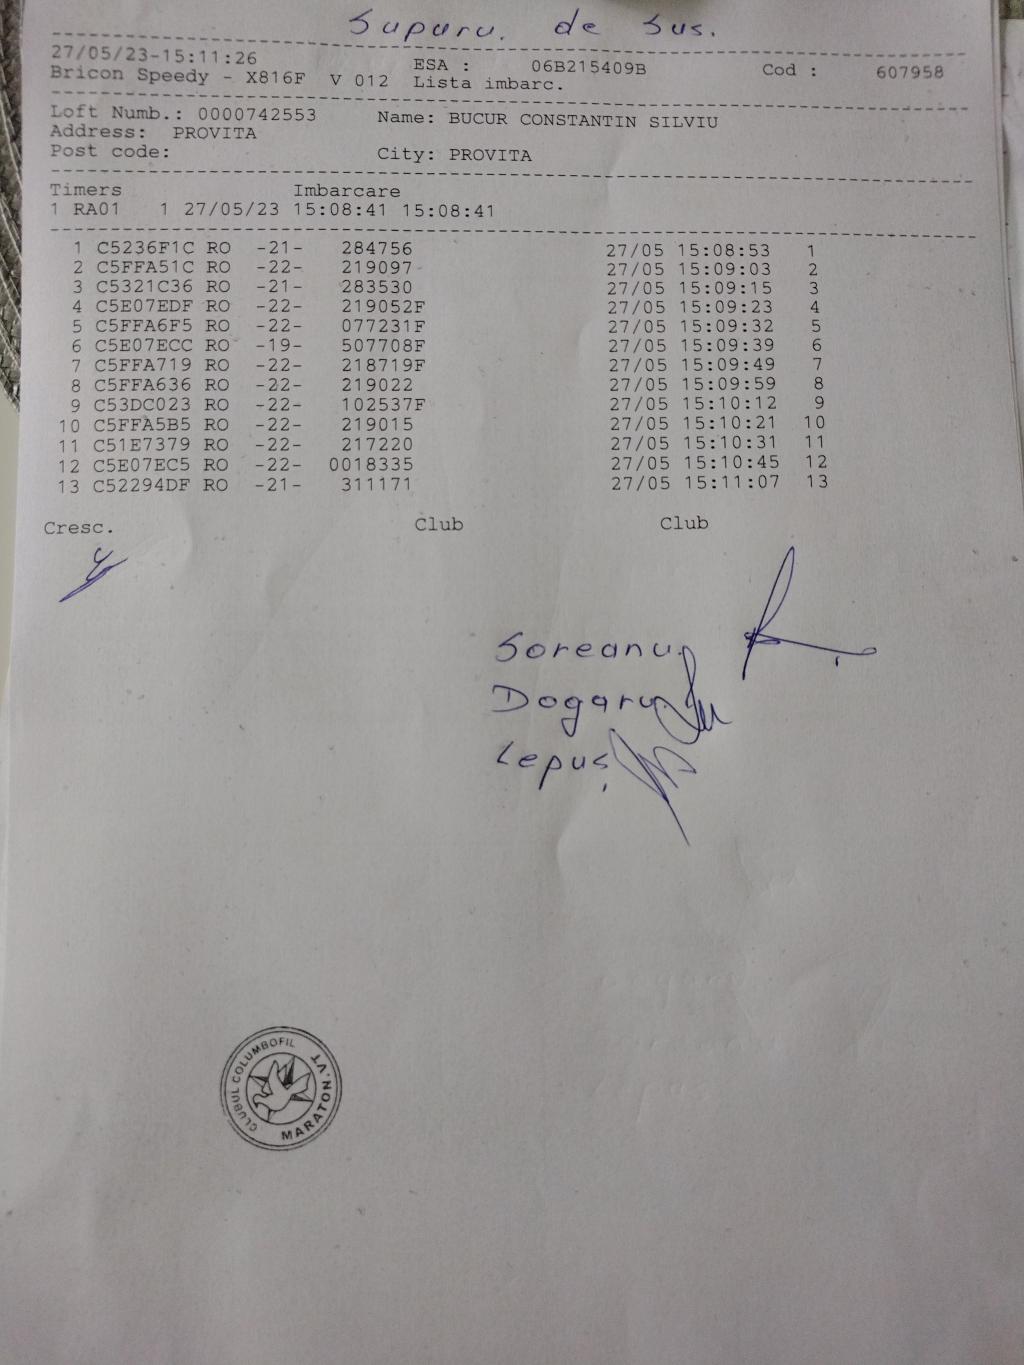 Supuru. de Sus.
27/05/23-15:11:26 ESA : 06B215409B Cod : 607958
Bricon Speedy - X816F V 012 Lista imbarc.
Loft Numb.: 0000742553 Name: BUCUR CONSTANTIN SILVIU
Address: PROVITA
Post code: City: PROVITA
Timers Imbarcare
1 RA01 1 27/05/23 15:08:41 15:08:41
1 C5236F1C RO -21- 284756 27/05 15:08:53 1
2 C5FFA51C RO -22- 219097 27/05 15:09:03 2
3 C5321C36 RO -21- 283530 27/05 15:09:15 3
4 C5E07EDF RO -22- 219052F 27/05 15:09:23 4
5 C5FFA6F5 RO -22- 077231F 27/05 15:09:32 5
6 C5E07ECC RO -19- 507708F 27/05 15:09:39 6
7 C5FFA719 RO -22- 218719F 27/05 15:09:49 7
8 C5FFA636 RO -22- 219022 27/05 15:09:59 8
9 C53DC023 RO -22- 102537F 27/05 15:10:12 9
10 C5FFA5B5 RO -22- 219015 27/05 15:10:21 10
11 C51E7379 RO -22- 217220 27/05 15:10:31 11
12 C5E07EC5 RO -22- 0018335 27/05 15:10:45 12
13 C52294DF RO -21- 311171 27/05 15:11:07 13
Cresc. Club Club
Soreanu
Dogaru
Lepuș
CLUBUL COLUMBOFIL
MARATON.VT